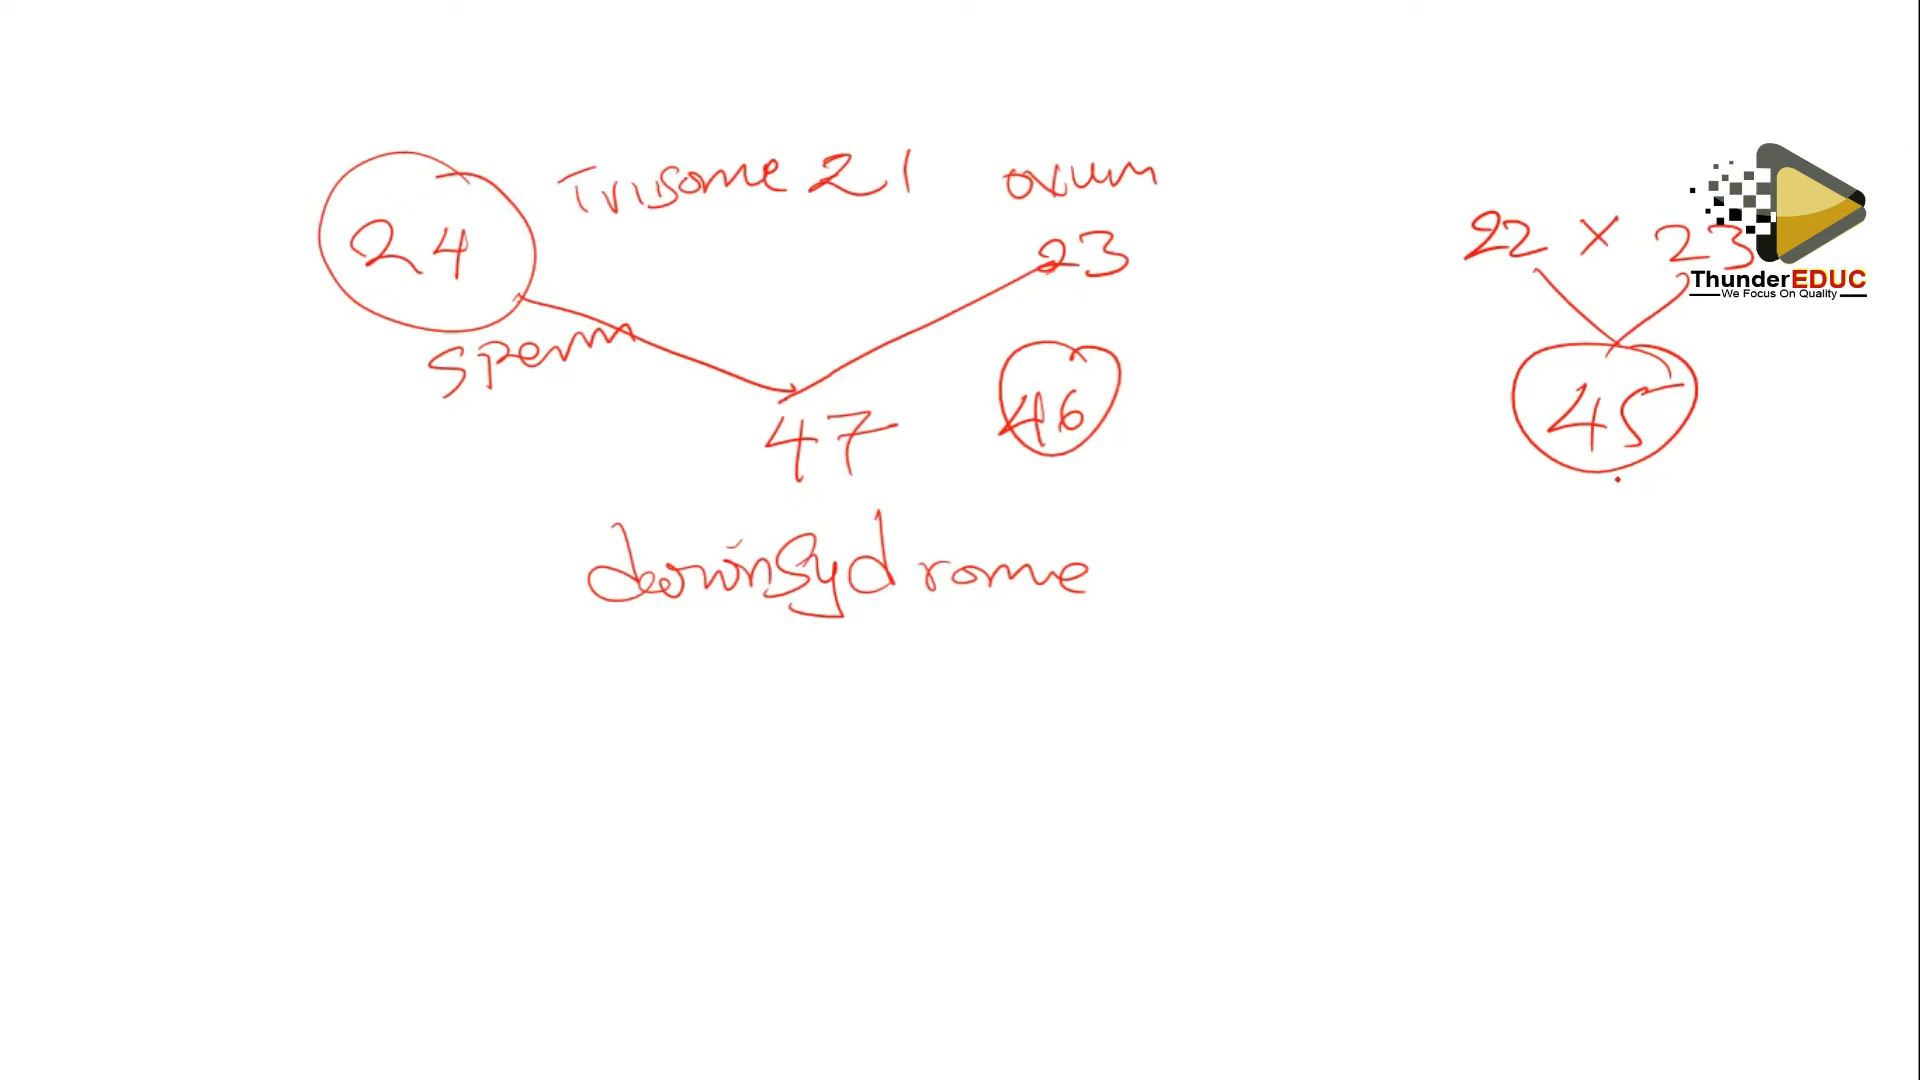 24 Trisome 21 ovum
23
sperm
47 46
downsydrome
22 × 23
45
ThunderEDUC
We Focus On Quality